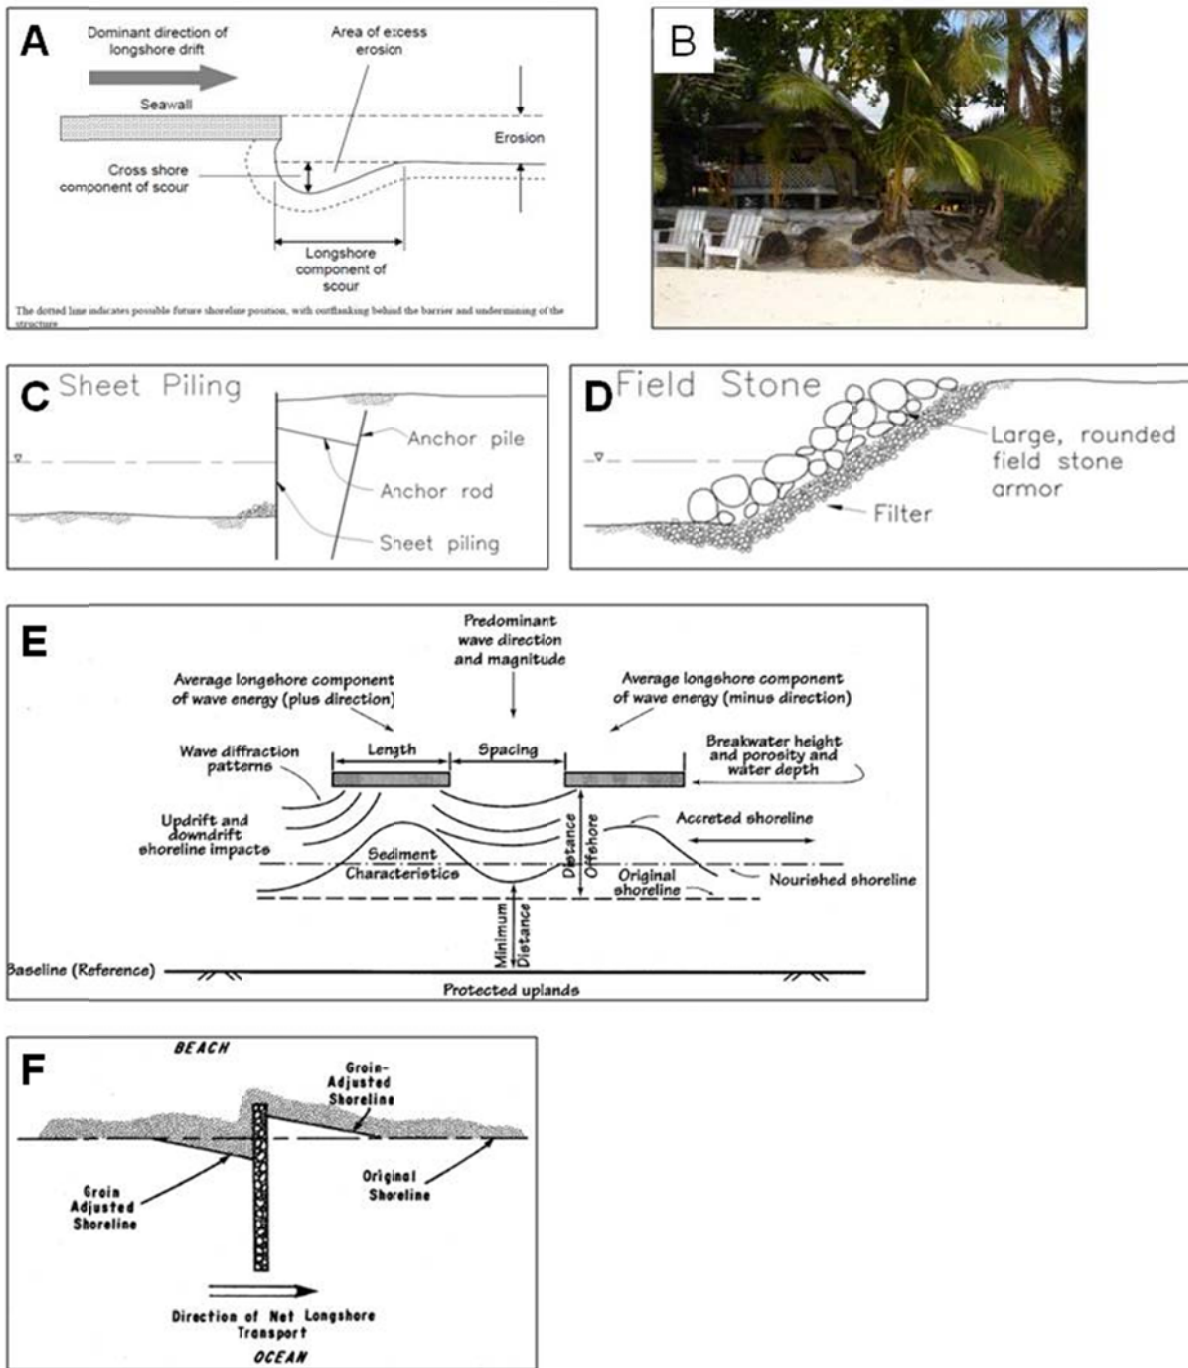 A
Dominant direction of
longshore drift
Area of excess
erosion
Seawall
Erosion
Cross shore
component of scour
Longshore
component of
scour
The dotted line indicates possible future shoreline position, with outflanking behind the barrier and undermining of the
structure
B
C
Sheet Piling
Anchor pile
Anchor rod
Sheet piling
D
Field Stone
Large, rounded
field stone
armor
Filter
E
Predominant
wave direction
and magnitude
Average longshore component
of wave energy (plus direction)
Average longshore component
of wave energy (minus direction)
Wave diffraction
patterns
Length
Spacing
Breakwater height
and porosity and
water depth
Updrift and
downdrift
shoreline impacts
Sediment
Characteristics
Distance
Offshore
Accreted shoreline
Original
shoreline
Nourished shoreline
Minimum
Distance
Baseline (Reference)
Protected uplands
F
BEACH
Groin-
Adjusted
Shoreline
Groin
Adjusted
Shoreline
Original
Shoreline
Direction of Net Longshore
Transport
OCEAN